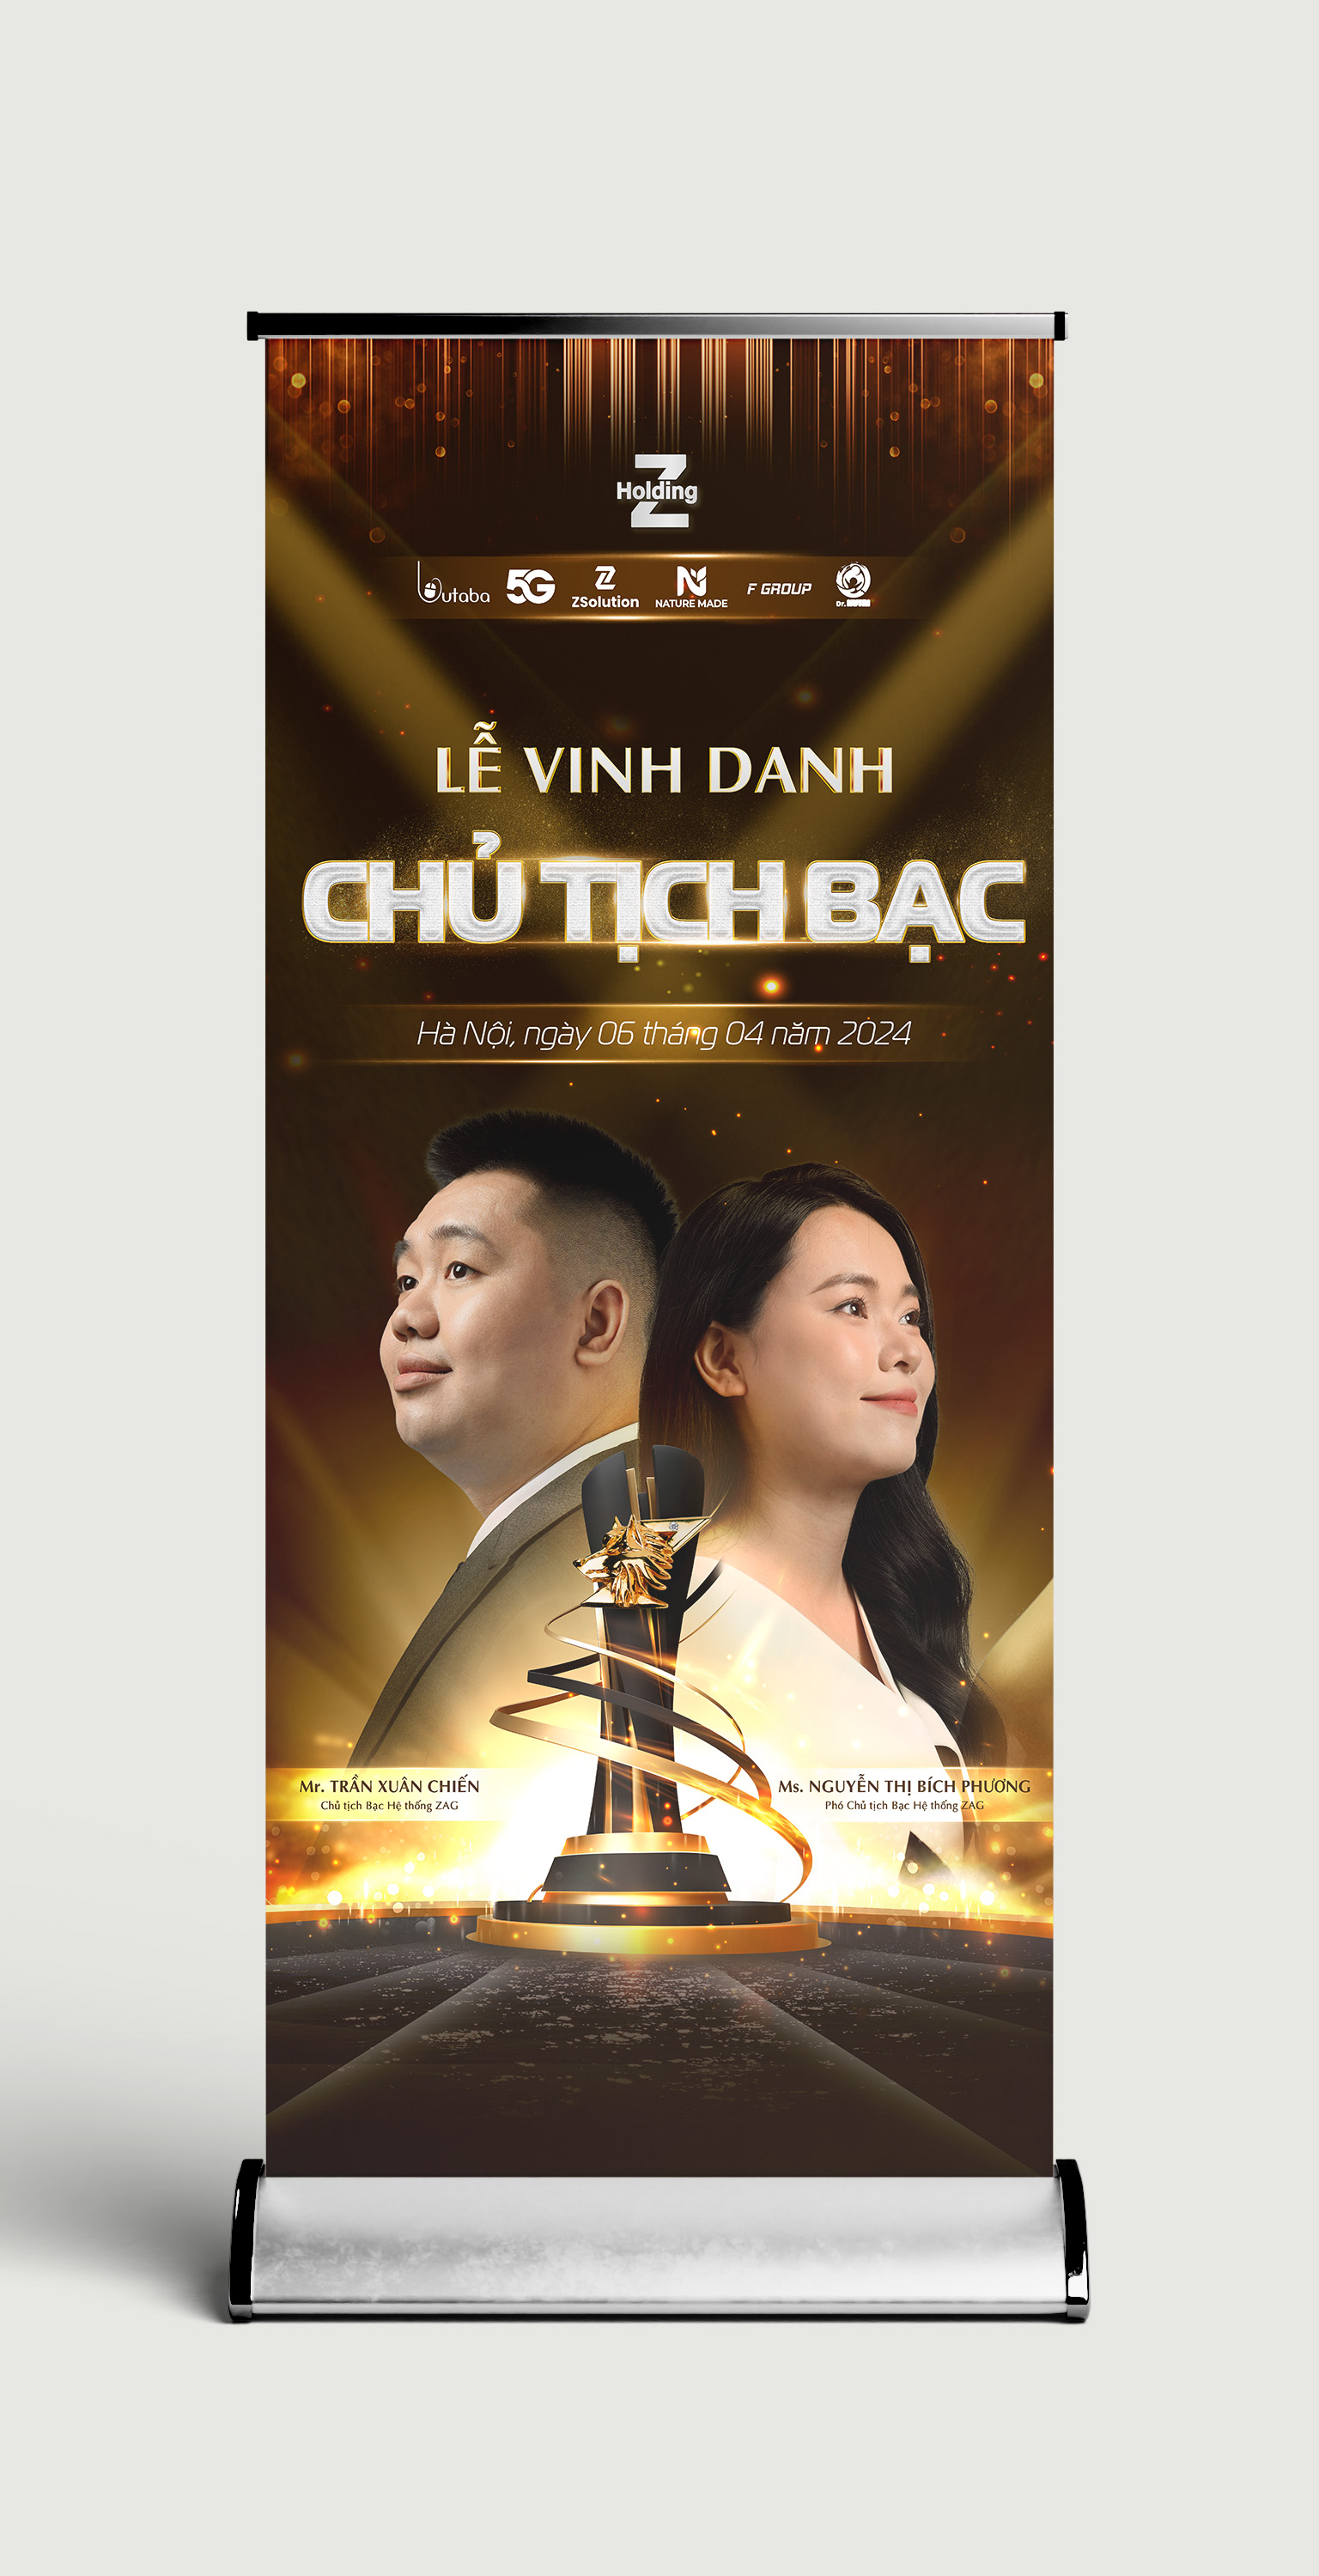 Z
Holding
butaba
5G
ZSolution
NATURE MADE
F GROUP
Dr.
LỄ VINH DANH
CHỦ TỊCH BẠC
Hà Nội, ngày 06 tháng 04 năm 2024
Mr. TRẦN XUÂN CHIẾN
Chủ tịch Bạc Hệ thống ZAG
Ms. NGUYỄN THỊ BÍCH PHƯƠNG
Phó Chủ tịch Bạc Hệ thống ZAG